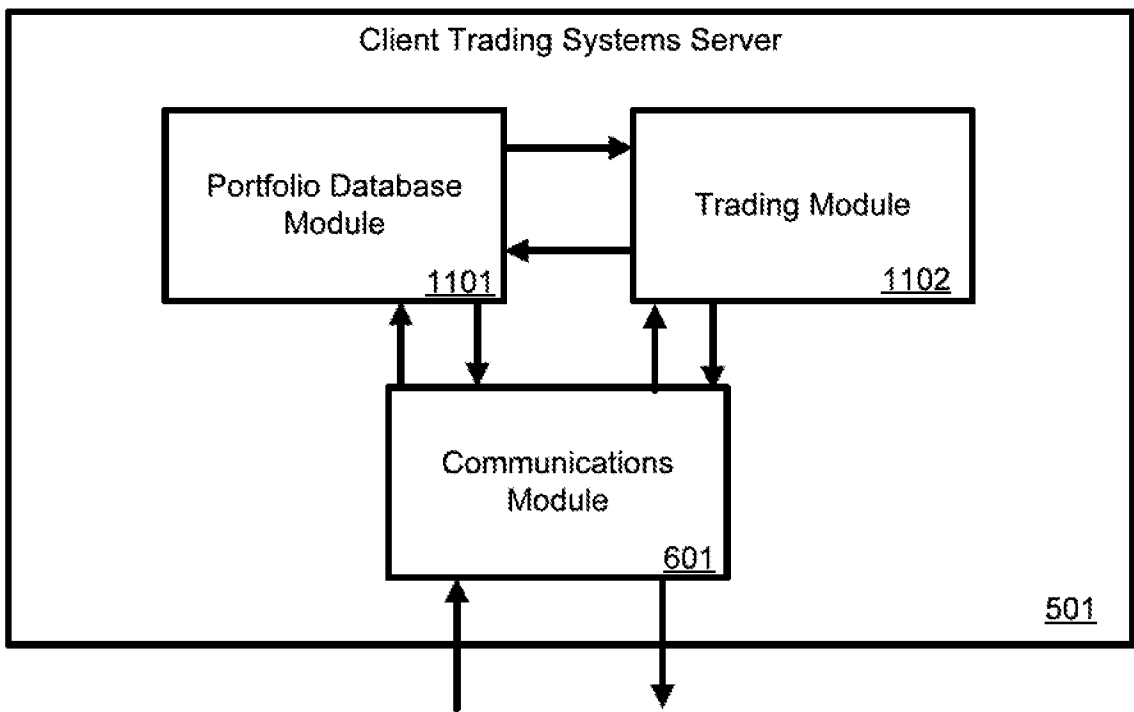 Client Trading Systems Server
Portfolio Database
Module
1101
Trading Module
1102
Communications
Module
601
501